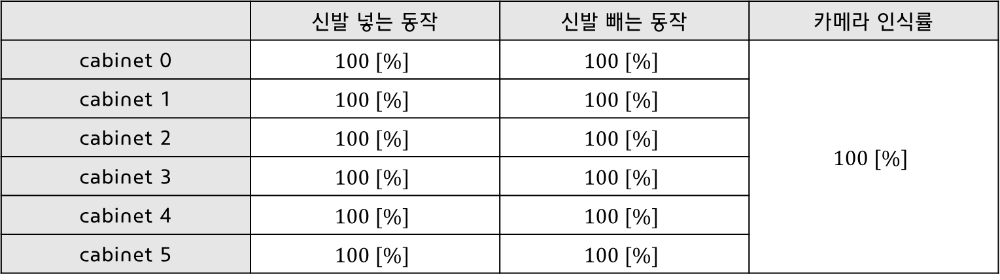 신발 넣는 동작 신발 빼는 동작 카메라 인식률
cabinet 0 100 [%] 100 [%]
cabinet 1 100 [%] 100 [%]
cabinet 2 100 [%] 100 [%]
100 [%]
cabinet 3 100 [%] 100 [%]
cabinet 4 100 [%] 100 [%]
cabinet 5 100 [%] 100 [%]